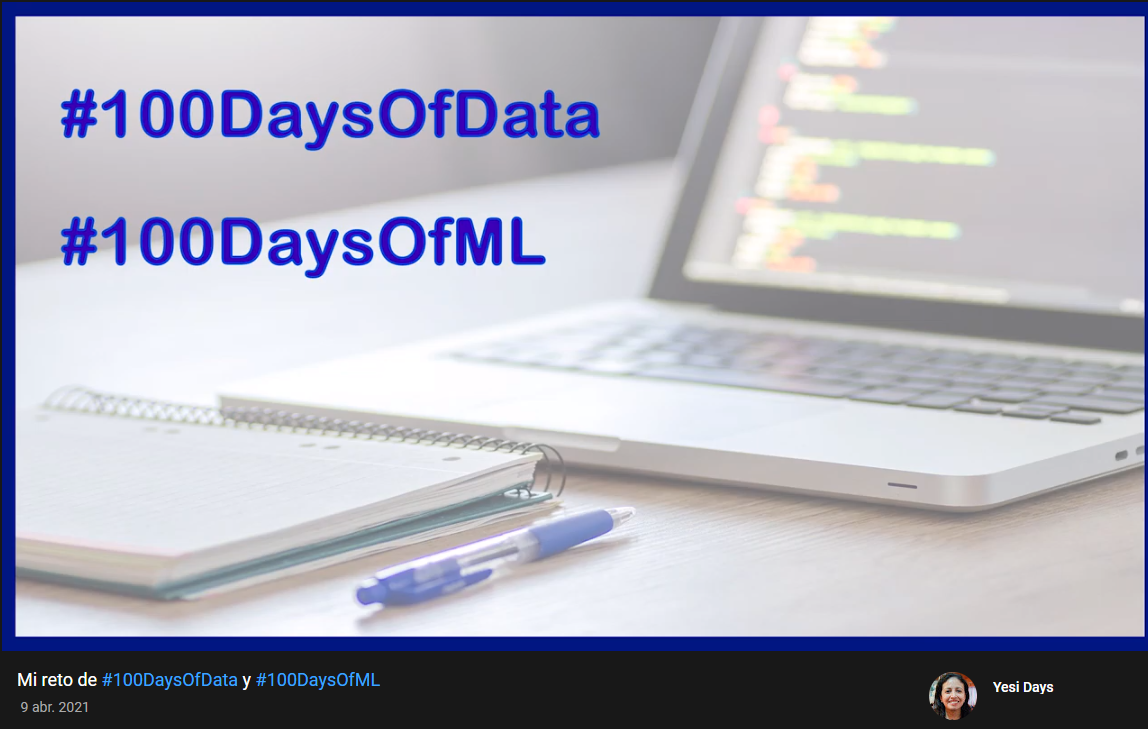 #100DaysOfData
#100DaysOfML
Mi reto de #100DaysOfData y #100DaysOfML
9 abr. 2021
Yesi Days